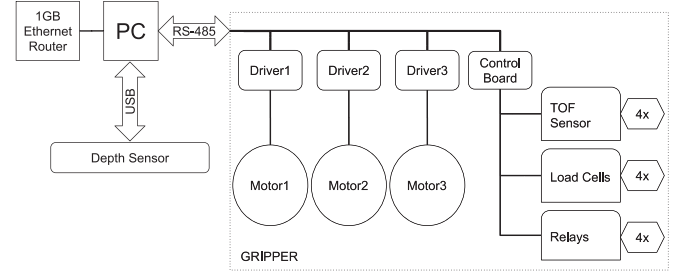 1GB
Ethernet
Router
PC
RS-485
USB
Depth Sensor
Driver1
Driver2
Driver3
Control
Board
Motor1
Motor2
Motor3
TOF
Sensor
4x
Load Cells
4x
Relays
4x
GRIPPER